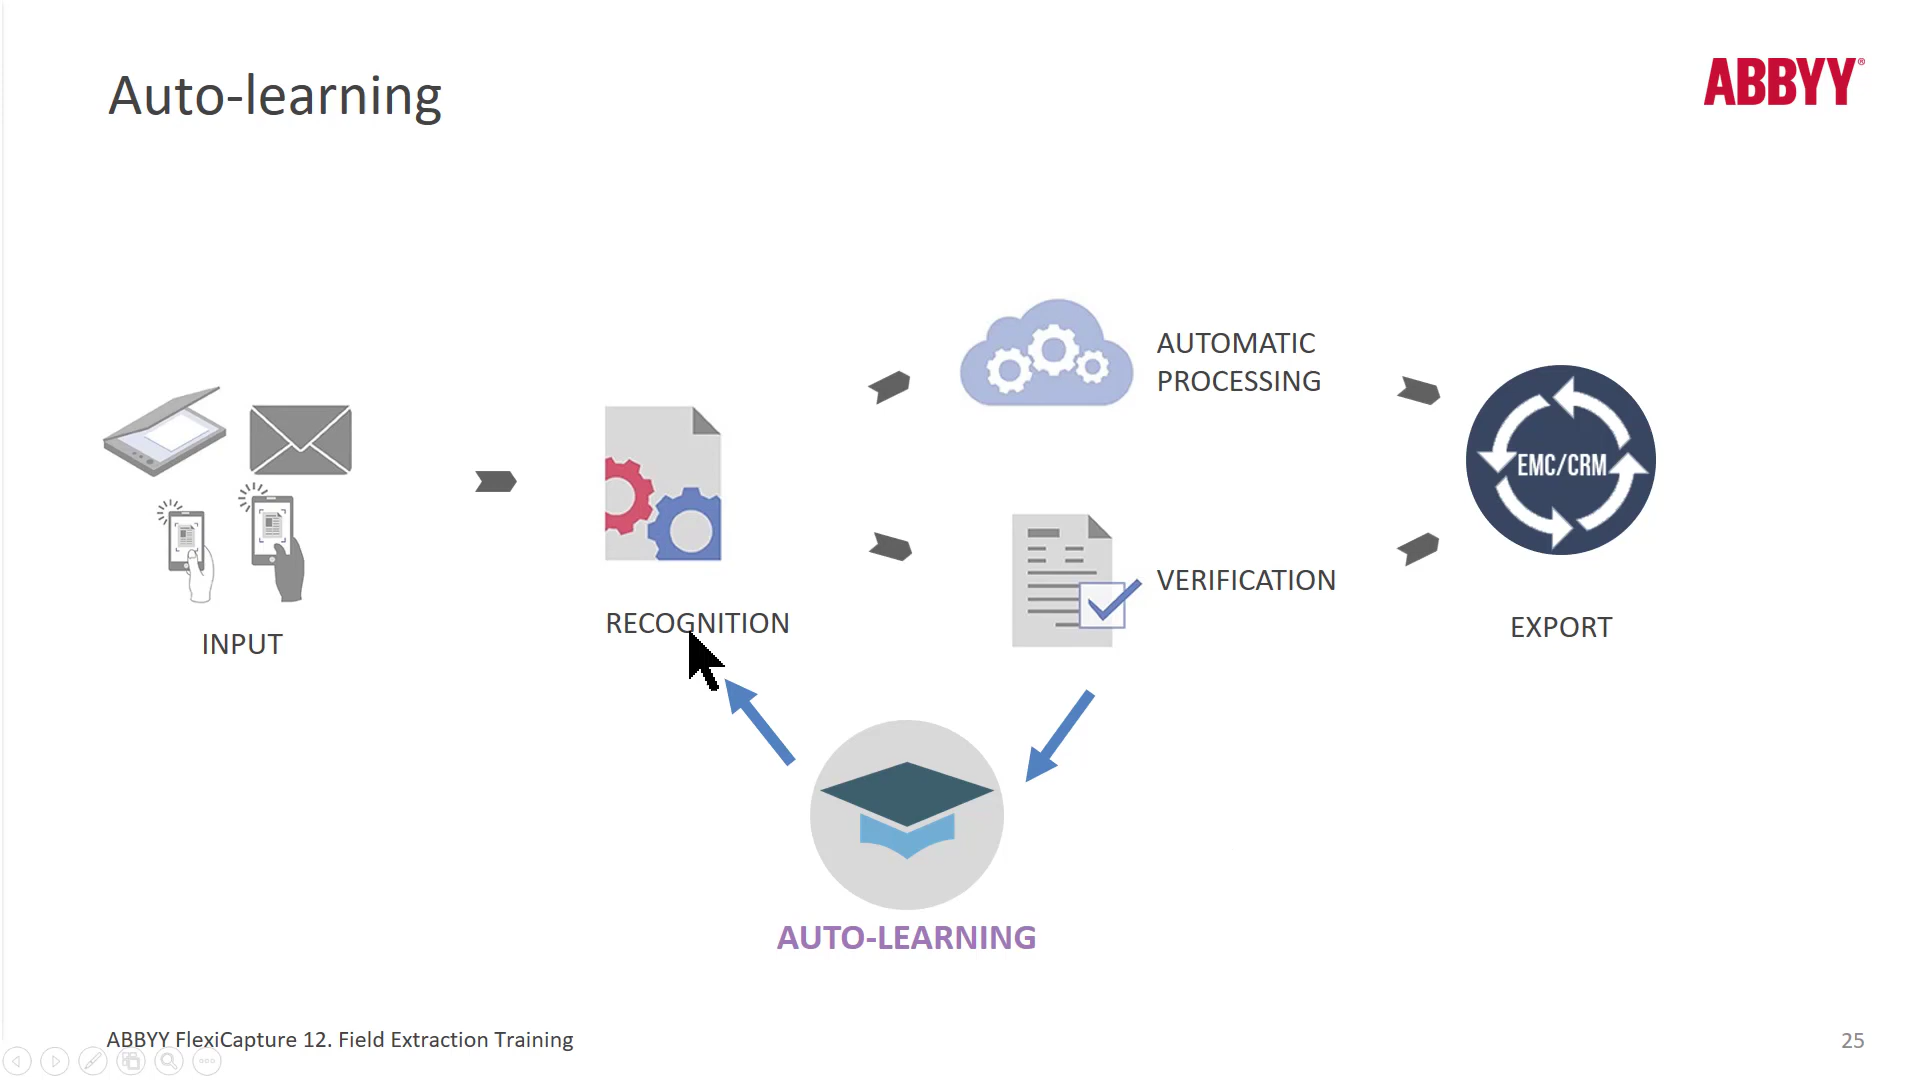 Auto-learning
ABBYY®
AUTOMATIC
PROCESSING
EMC/CRM
VERIFICATION
RECOGNITION
EXPORT
INPUT
AUTO-LEARNING
ABBYY FlexiCapture 12. Field Extraction Training
25